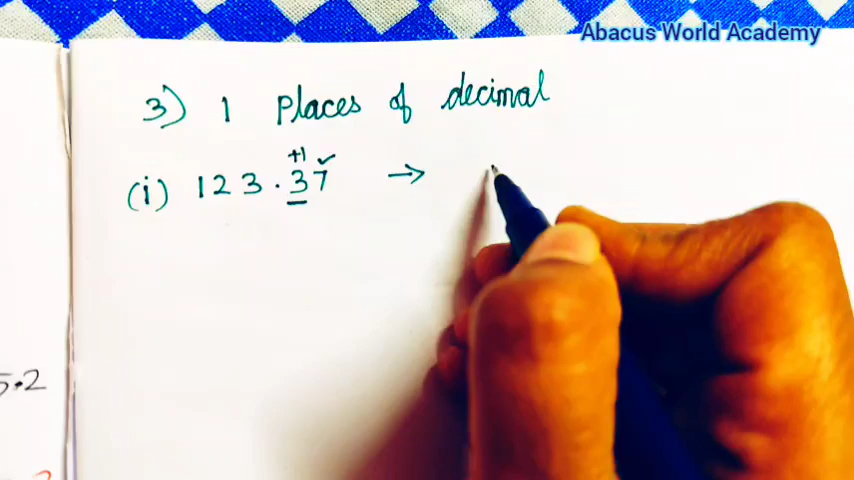 Abacus World Academy
3) 1 Places of decimal
+1 ✓
(i) 123.37 →
5.2